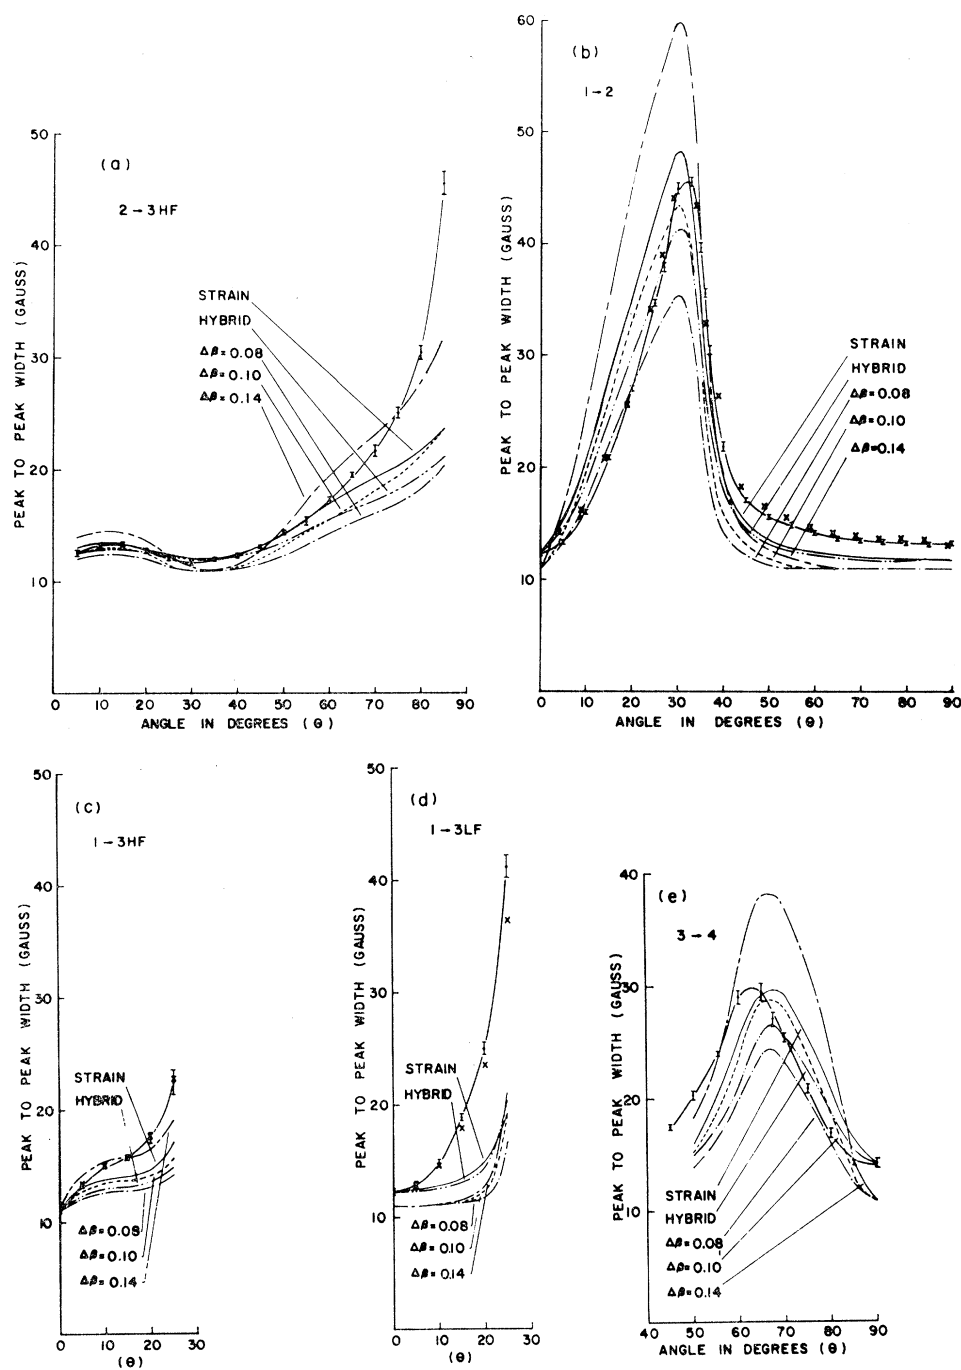 (a)
2→3HF
50
40
30
20
10
PEAK TO PEAK WIDTH (GAUSS)
STRAIN
HYBRID
Δβ=0.08
Δβ=0.10
Δβ=0.14
10 20 30 40 50 60 70 80 90
ANGLE IN DEGREES (Θ)
(b)
1→2
60
50
40
30
20
10
PEAK TO PEAK WIDTH (GAUSS)
STRAIN
HYBRID
Δβ=0.08
Δβ=0.10
Δβ=0.14
0 10 20 30 40 50 60 70 80 90
ANGLE IN DEGREES (Θ)
(c)
1→3HF
50
40
30
20
10
PEAK TO PEAK WIDTH (GAUSS)
STRAIN
HYBRID
Δβ=0.08
Δβ=0.10
Δβ=0.14
0 10 20 30
(Θ)
(d)
1→3LF
50
40
30
20
10
PEAK TO PEAK WIDTH (GAUSS)
STRAIN
HYBRID
Δβ=0.08
Δβ=0.10
Δβ=0.14
0 10 20 30
(Θ)
(e)
3→4
40
30
20
10
PEAK TO PEAK WIDTH (GAUSS)
STRAIN
HYBRID
Δβ=0.08
Δβ=0.10
Δβ=0.14
40 50 60 70 80 90
ANGLE IN DEGREES (Θ)